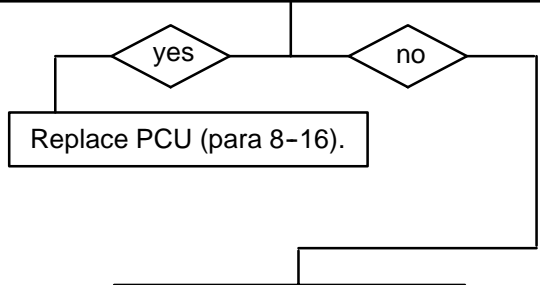 yes
no
Replace PCU (para 8-16).